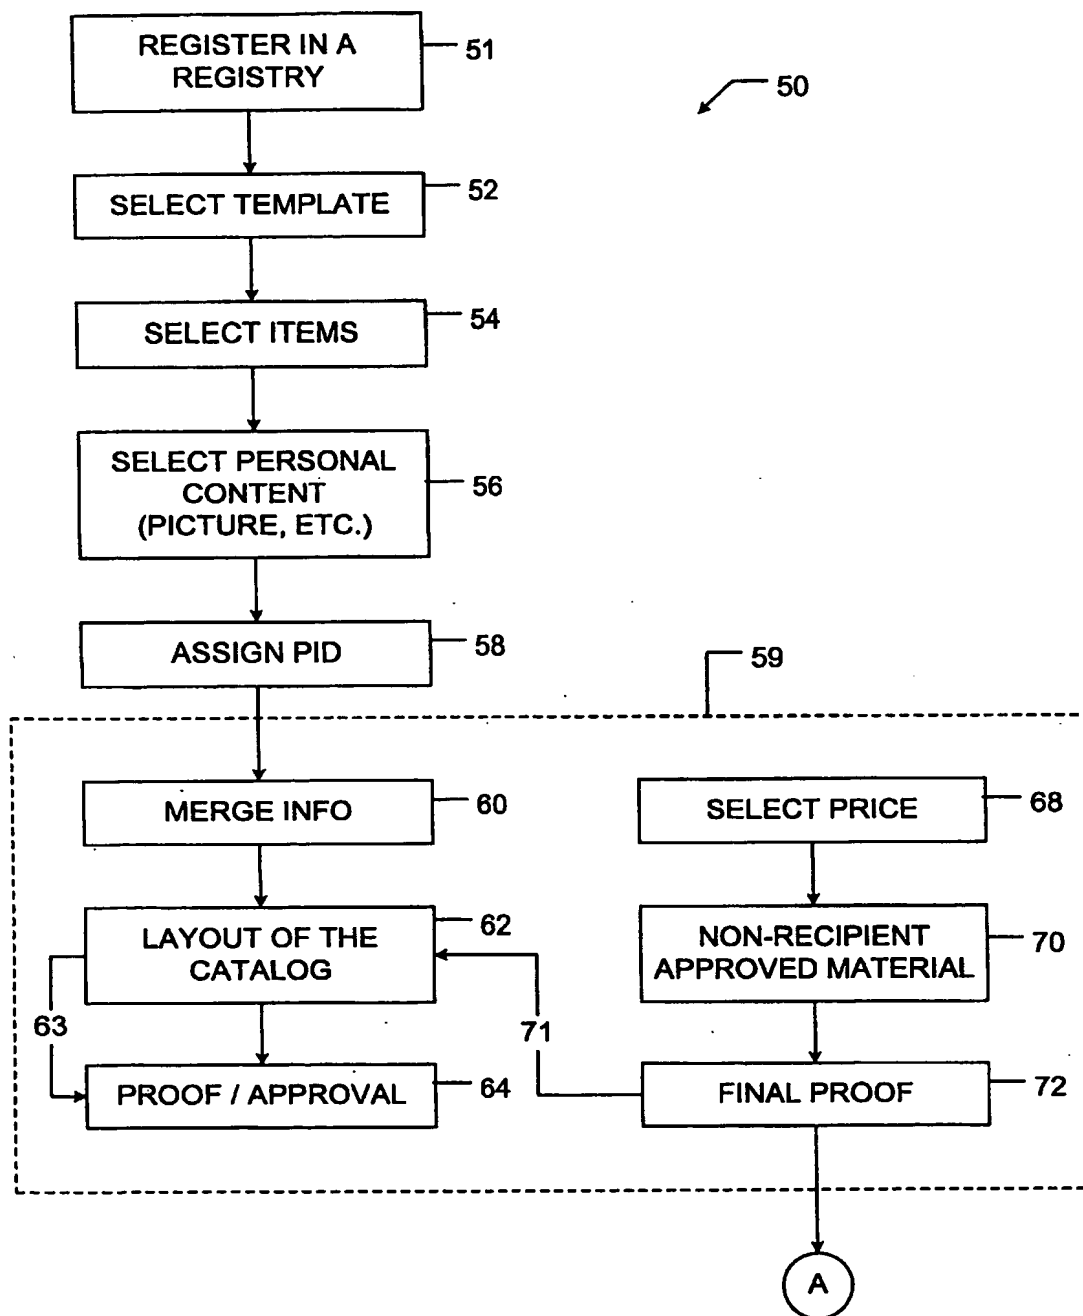 REGISTER IN A
REGISTRY
51
50
SELECT TEMPLATE
52
SELECT ITEMS
54
SELECT PERSONAL
CONTENT
(PICTURE, ETC.)
56
ASSIGN PID
58
59
MERGE INFO
60
LAYOUT OF THE
CATALOG
62
63
PROOF / APPROVAL
64
SELECT PRICE
68
NON-RECIPIENT
APPROVED MATERIAL
70
71
FINAL PROOF
72
A